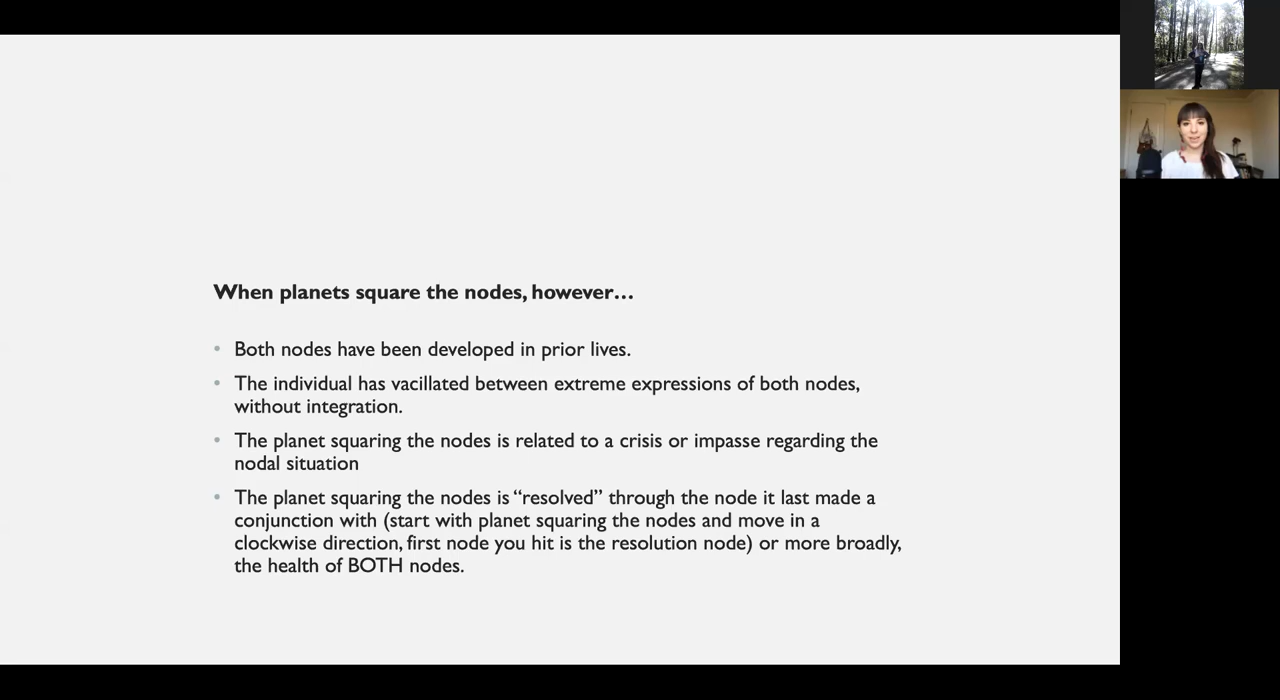 When planets square the nodes, however…
• Both nodes have been developed in prior lives.
• The individual has vacillated between extreme expressions of both nodes,
without integration.
• The planet squaring the nodes is related to a crisis or impasse regarding the
nodal situation
• The planet squaring the nodes is “resolved” through the node it last made a
conjunction with (start with planet squaring the nodes and move in a
clockwise direction, first node you hit is the resolution node) or more broadly,
the health of BOTH nodes.